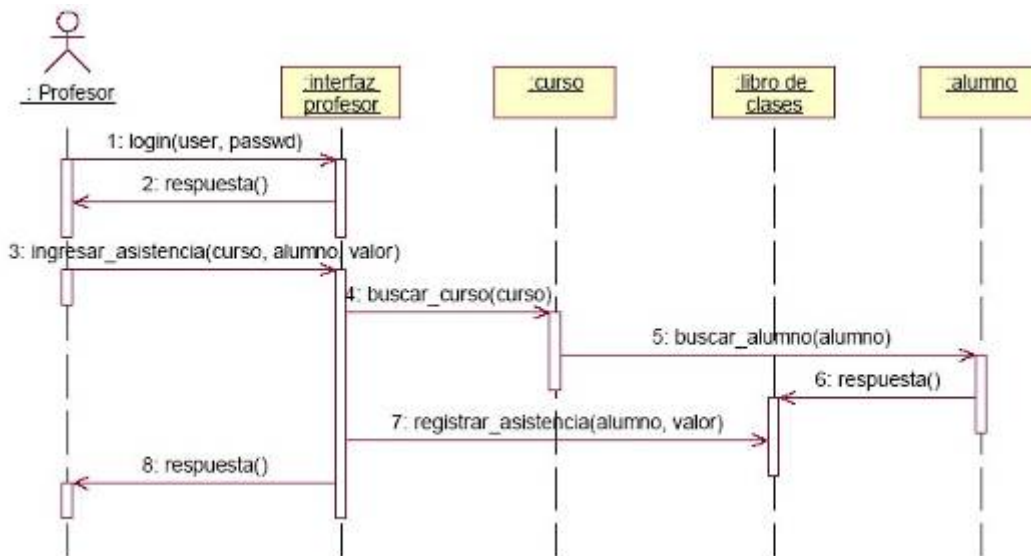 : Profesor
:interfaz
profesor
:curso
:libro de
clases
:alumno
1: login(user, passwd)
2: respuesta()
3: ingresar_asistencia(curso, alumno, valor)
4: buscar_curso(curso)
5: buscar_alumno(alumno)
6: respuesta()
7: registrar_asistencia(alumno, valor)
8: respuesta()